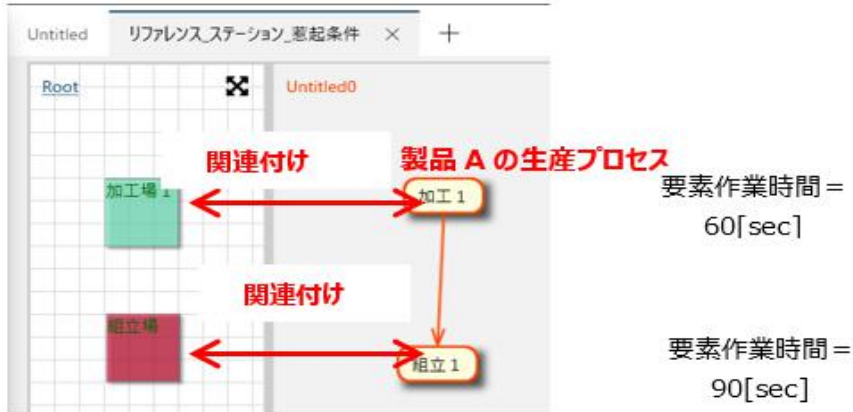 Untitled
リファレンス_ステーション_惹起条件 × +
Root
Untitled0
関連付け
製品 A の生産プロセス
加工場 1
加工 1
要素作業時間＝
60[sec]
関連付け
組立場
組立 1
要素作業時間＝
90[sec]